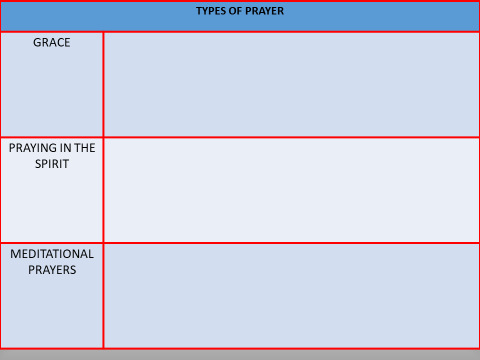 TYPES OF PRAYER
GRACE
PRAYING IN THE
SPIRIT
MEDITATIONAL
PRAYERS